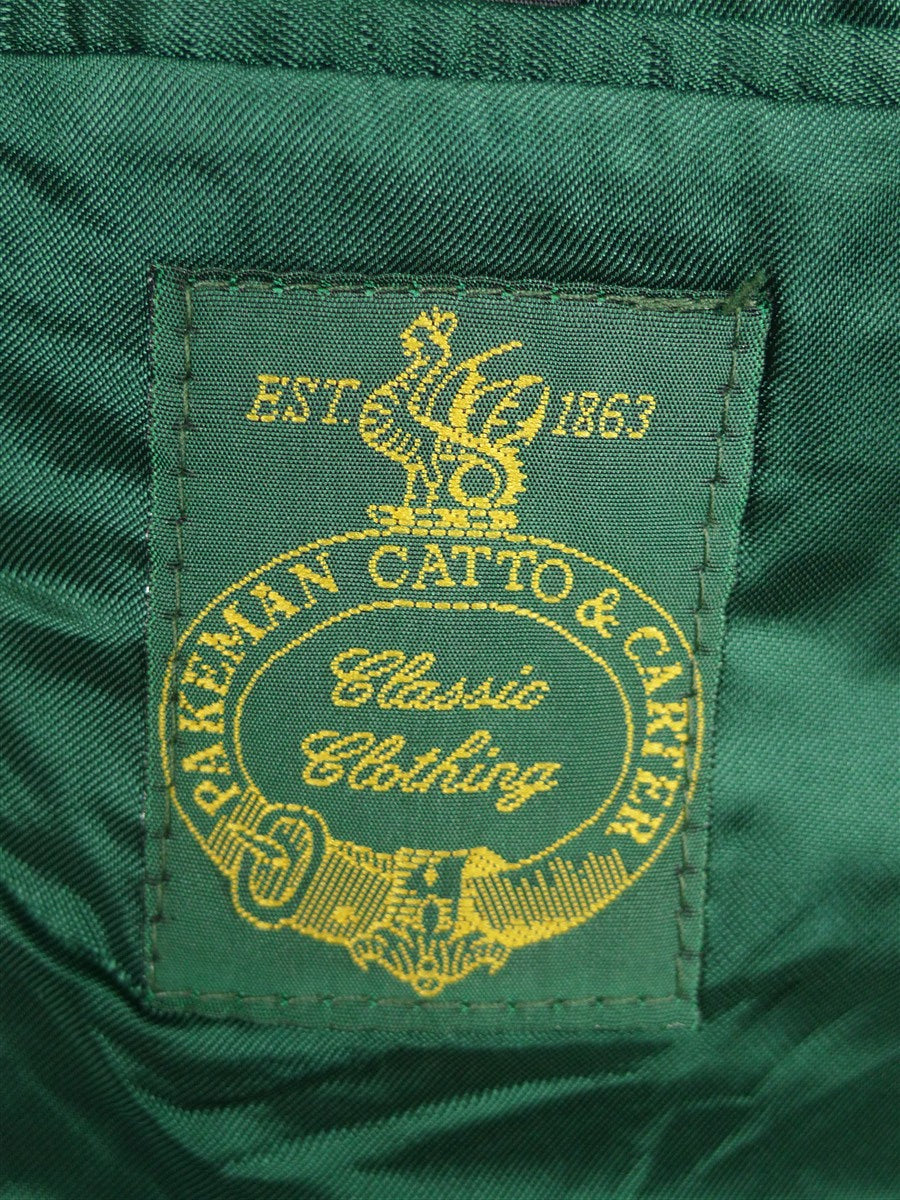 EST. 1863
PAKEMAN CATTO & CARTER
Classic
Clothing